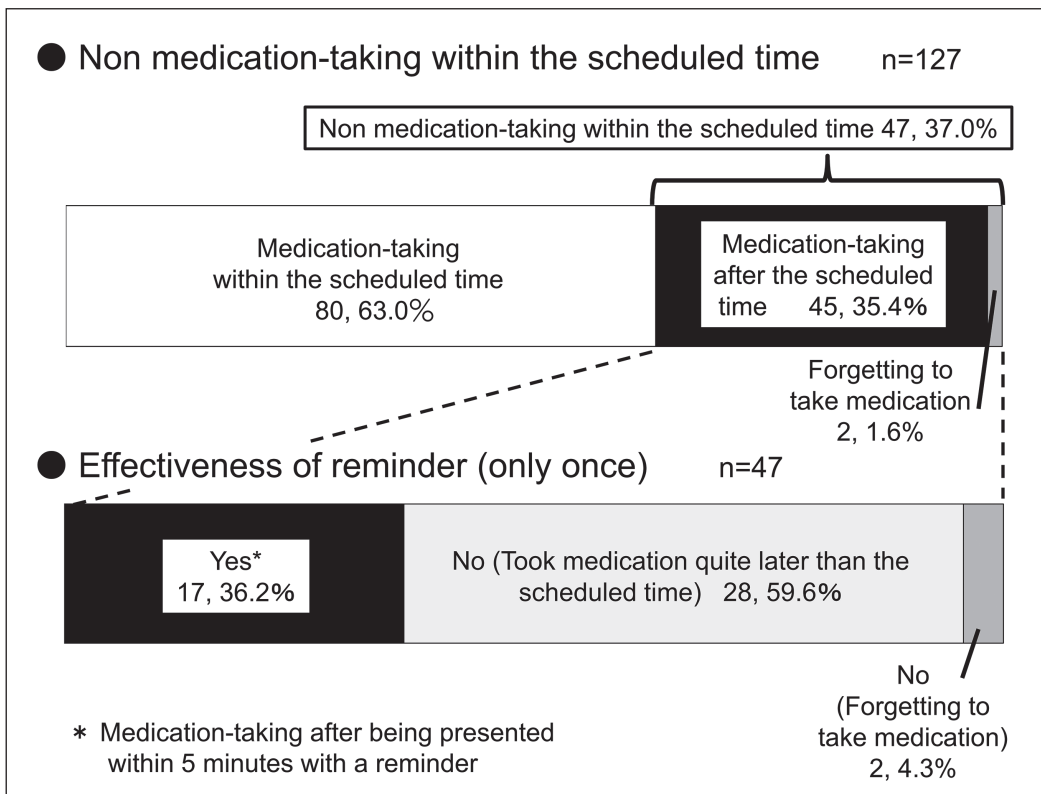 ● Non medication-taking within the scheduled time n=127
Non medication-taking within the scheduled time 47, 37.0%
Medication-taking
within the scheduled time
80, 63.0%
Medication-taking
after the scheduled
time 45, 35.4%
Forgetting to
take medication
2, 1.6%
● Effectiveness of reminder (only once) n=47
Yes*
17, 36.2%
No (Took medication quite later than the
scheduled time) 28, 59.6%
No
(Forgetting to
take medication)
2, 4.3%
* Medication-taking after being presented
within 5 minutes with a reminder